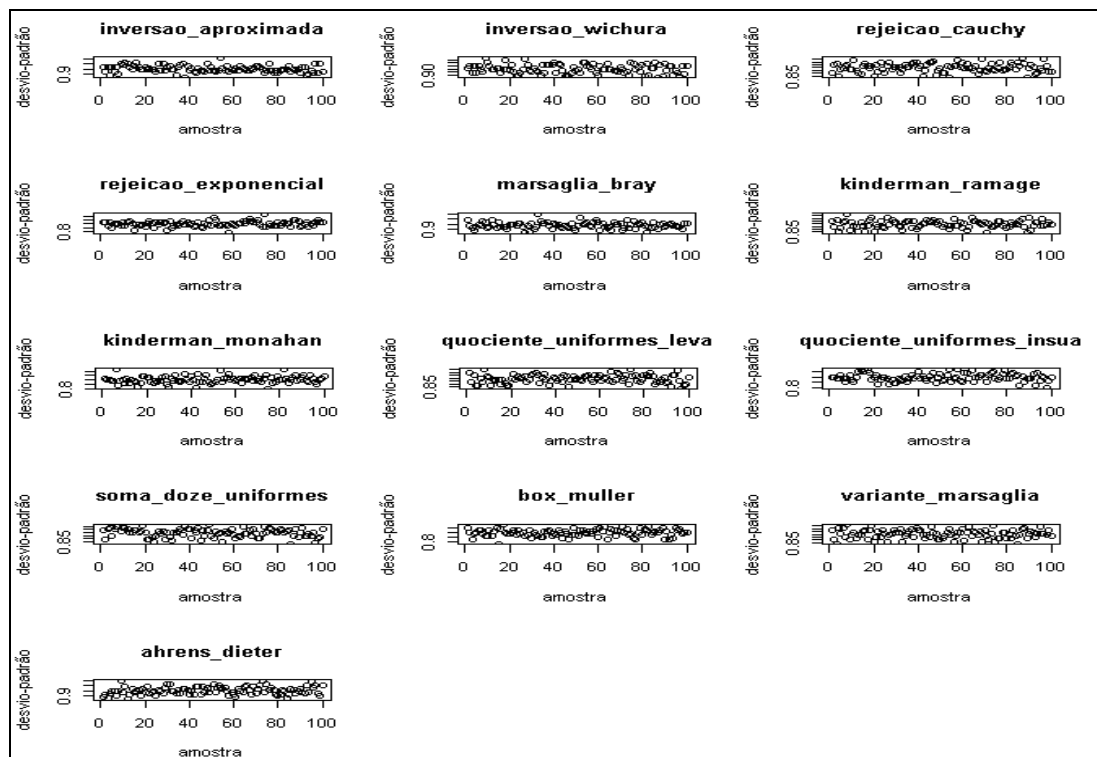 inversao_aproximada
desvio-padrão
0.9
0 20 40 60 80 100
amostra
inversao_wichura
desvio-padrão
0.90
0 20 40 60 80 100
amostra
rejeicao_cauchy
desvio-padrão
0.85
0 20 40 60 80 100
amostra
rejeicao_exponencial
desvio-padrão
0.8
0 20 40 60 80 100
amostra
marsaglia_bray
desvio-padrão
0.9
0 20 40 60 80 100
amostra
kinderman_ramage
desvio-padrão
0.85
0 20 40 60 80 100
amostra
kinderman_monahan
desvio-padrão
0.8
0 20 40 60 80 100
amostra
quociente_uniformes_leva
desvio-padrão
0.85
0 20 40 60 80 100
amostra
quociente_uniformes_insua
desvio-padrão
0.8
0 20 40 60 80 100
amostra
soma_doze_uniformes
desvio-padrão
0.85
0 20 40 60 80 100
amostra
box_muller
desvio-padrão
0.8
0 20 40 60 80 100
amostra
variante_marsaglia
desvio-padrão
0.85
0 20 40 60 80 100
amostra
ahrens_dieter
desvio-padrão
0.9
0 20 40 60 80 100
amostra